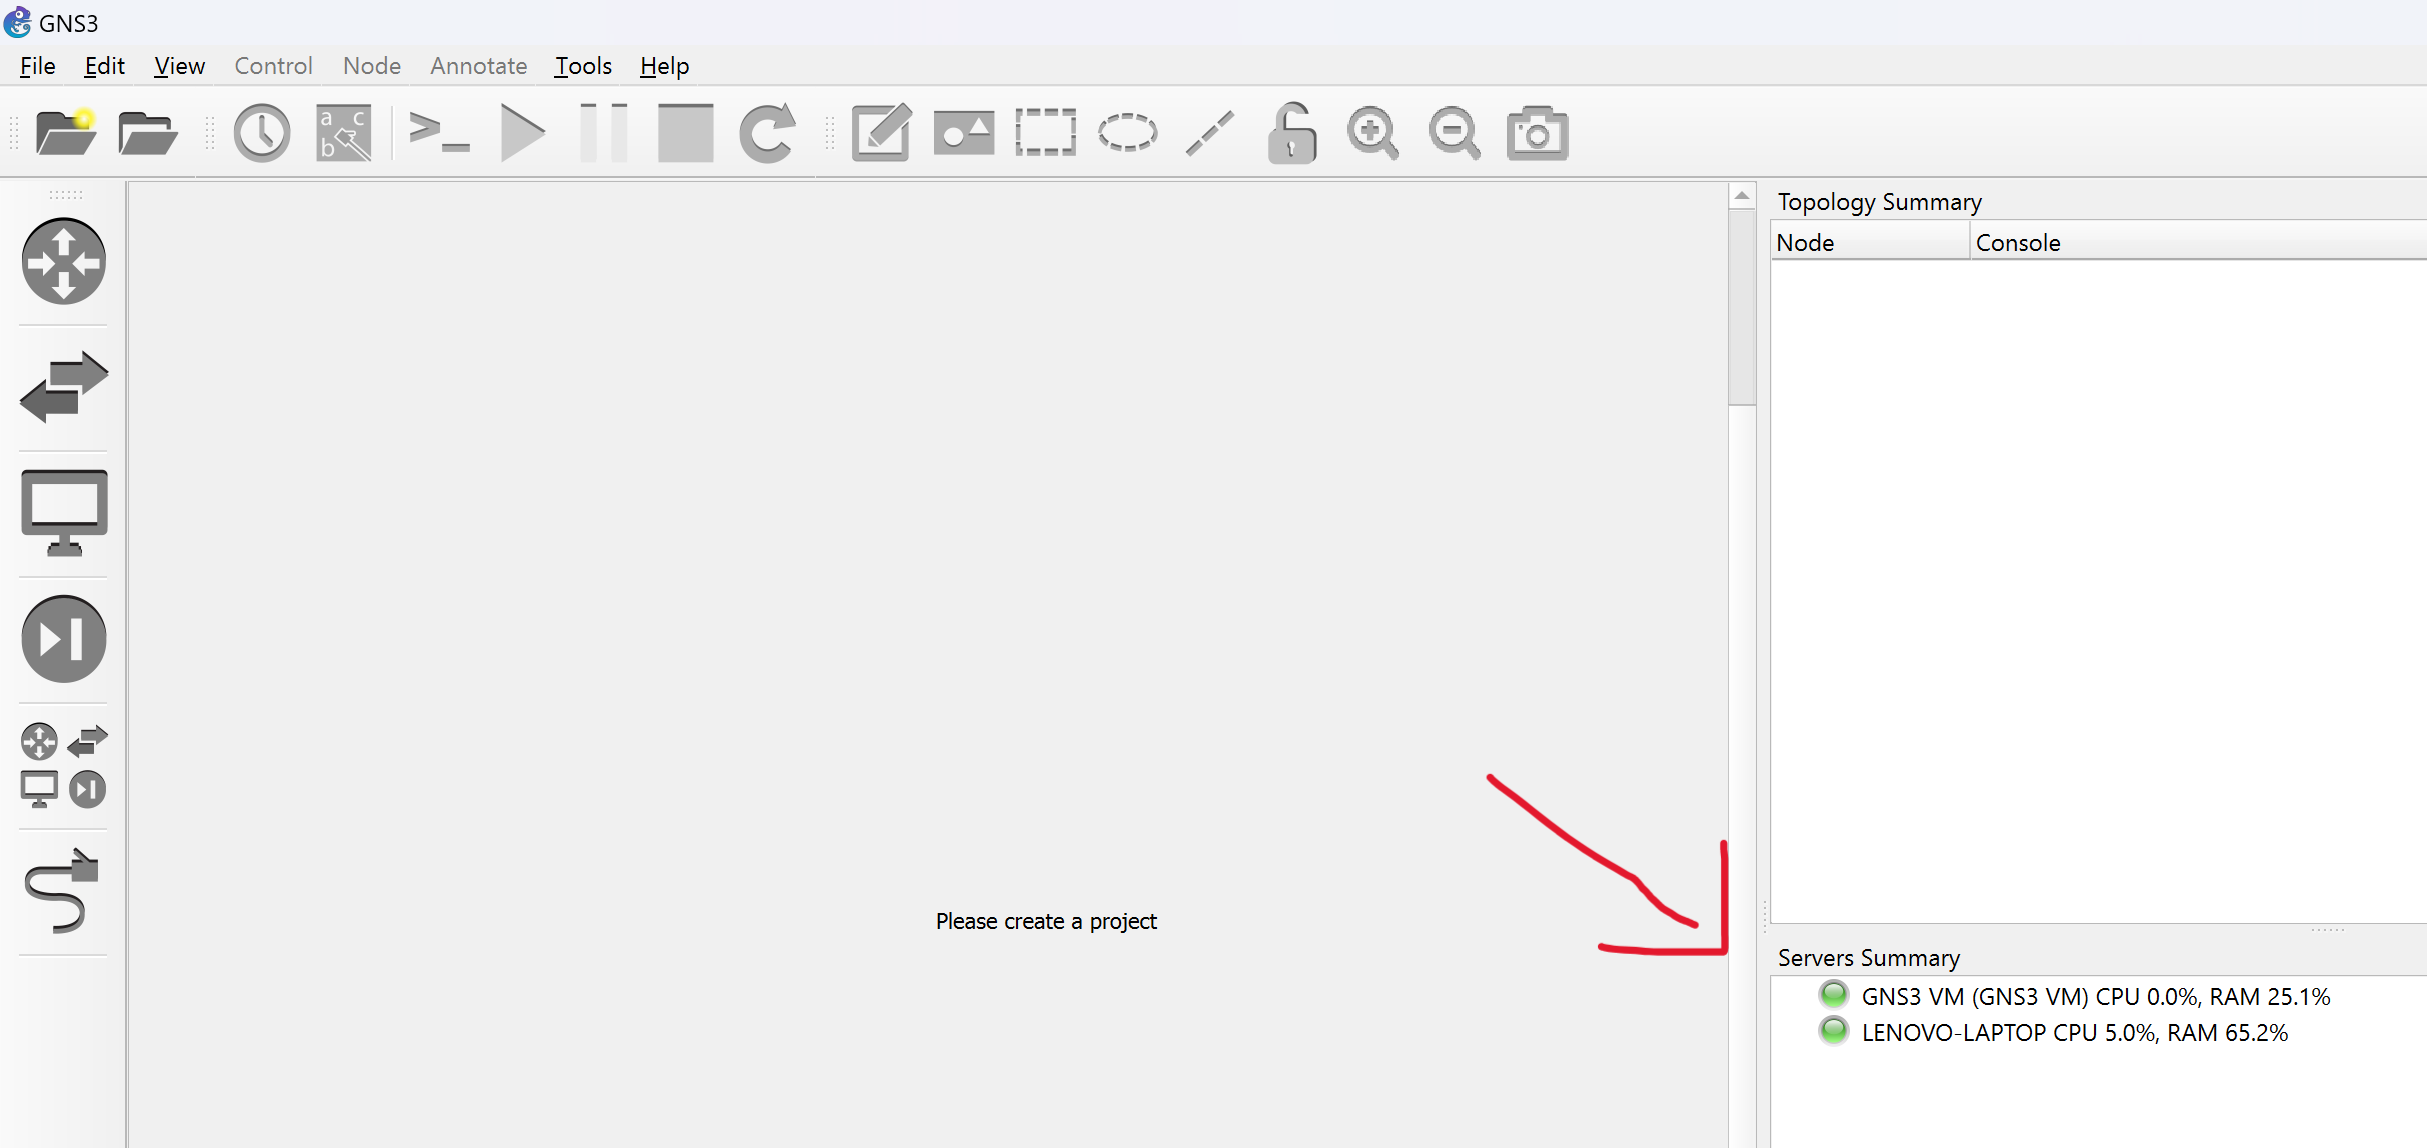 GNS3
File Edit View Control Node Annotate Tools Help
a c
b
Topology Summary
Node Console
Please create a project
Servers Summary
GNS3 VM (GNS3 VM) CPU 0.0%, RAM 25.1%
LENOVO-LAPTOP CPU 5.0%, RAM 65.2%